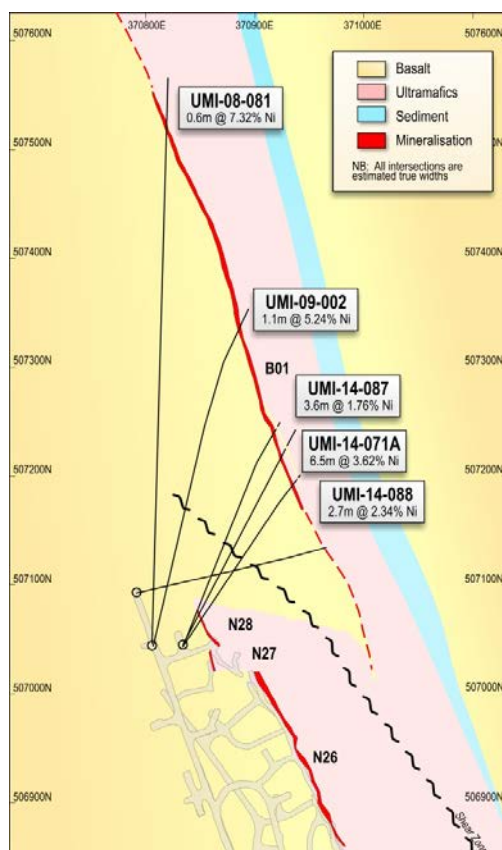 370800E
370900E
371000E
507600N
507600N
Basalt
Ultramafics
Sediment
Mineralisation
NB; All intersections are
estimated true widths
UMI-08-081
0.6m @ 7.32% Ni
507500N
507500N
507400N
507400N
UMI-09-002
1.1m @ 5.24% Ni
507300N
507300N
B01
UMI-14-087
3.6m @ 1.76% Ni
UMI-14-071A
6.5m @ 3.62% Ni
507200N
507200N
UMI-14-088
2.7m @ 2.34% Ni
507100N
507100N
N28
N27
507000N
507000N
N26
506900N
506900N
Shear Zone